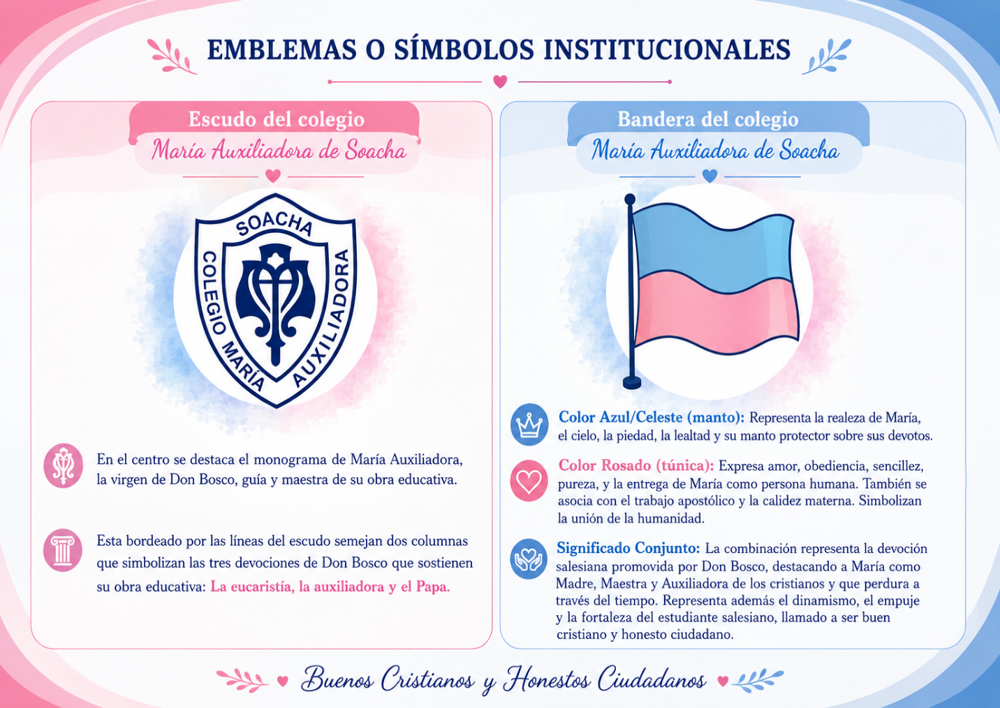 EMBLEMAS O SÍMBOLOS INSTITUCIONALES
Escudo del colegio
María Auxiliadora de Soacha
SOACHA
COLEGIO MARÍA
AUXILIADORA
En el centro se destaca el monograma de María Auxiliadora,
la virgen de Don Bosco, guía y maestra de su obra educativa.
Esta bordeado por las líneas del escudo semejan dos columnas
que simbolizan las tres devociones de Don Bosco que sostienen
su obra educativa: La eucaristía, la auxiliadora y el Papa.
Bandera del colegio
María Auxiliadora de Soacha
Color Azul/Celeste (manto): Representa la realeza de María,
el cielo, la piedad, la lealtad y su manto protector sobre sus devotos.
Color Rosado (túnica): Expresa amor, obediencia, sencillez,
pureza, y la entrega de María como persona humana. También se
asocia con el trabajo apostólico y la calidez materna. Simbolizan
la unión de la humanidad.
Significado Conjunto: La combinación representa la devoción
salesiana promovida por Don Bosco, destacando a María como
Madre, Maestra y Auxiliadora de los cristianos y que perdura a
través del tiempo. Representa además el dinamismo, el empuje
y la fortaleza del estudiante salesiano, llamado a ser buen
cristiano y honesto ciudadano.
Buenos Cristianos y Honestos Ciudadanos